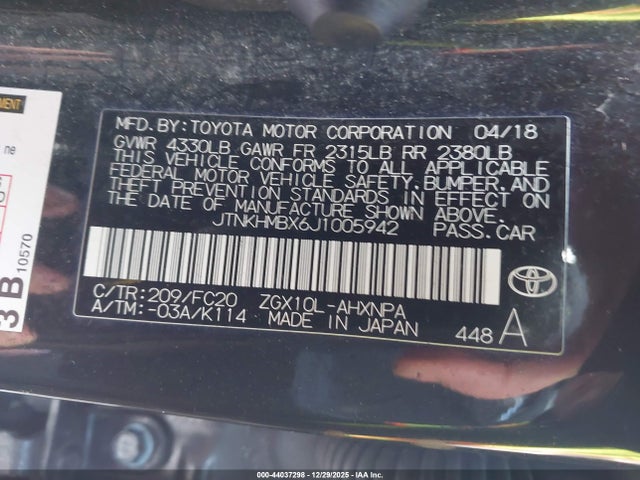 MFD.BY:TOYOTA MOTOR CORPORATION 04/18
GVWR 4330LB GAWR FR 2315LB RR 2380LB
THIS VEHICLE CONFORMS TO ALL APPLICABLE
FEDERAL MOTOR VEHICLE SAFETY, BUMPER, AND
THEFT PREVENTION STANDARDS IN EFFECT ON
THE DATE OF MANUFACTURE SHOWN ABOVE.
JTNKHMBX6J1005942 PASS.CAR
C/TR:209/FC20 ZGX10L-AHXNPA
A/TM:-03A/K114 MADE IN JAPAN 448 A
ne
3 B 10570
000-44037298 - 12/29/2025 - IAA Inc.